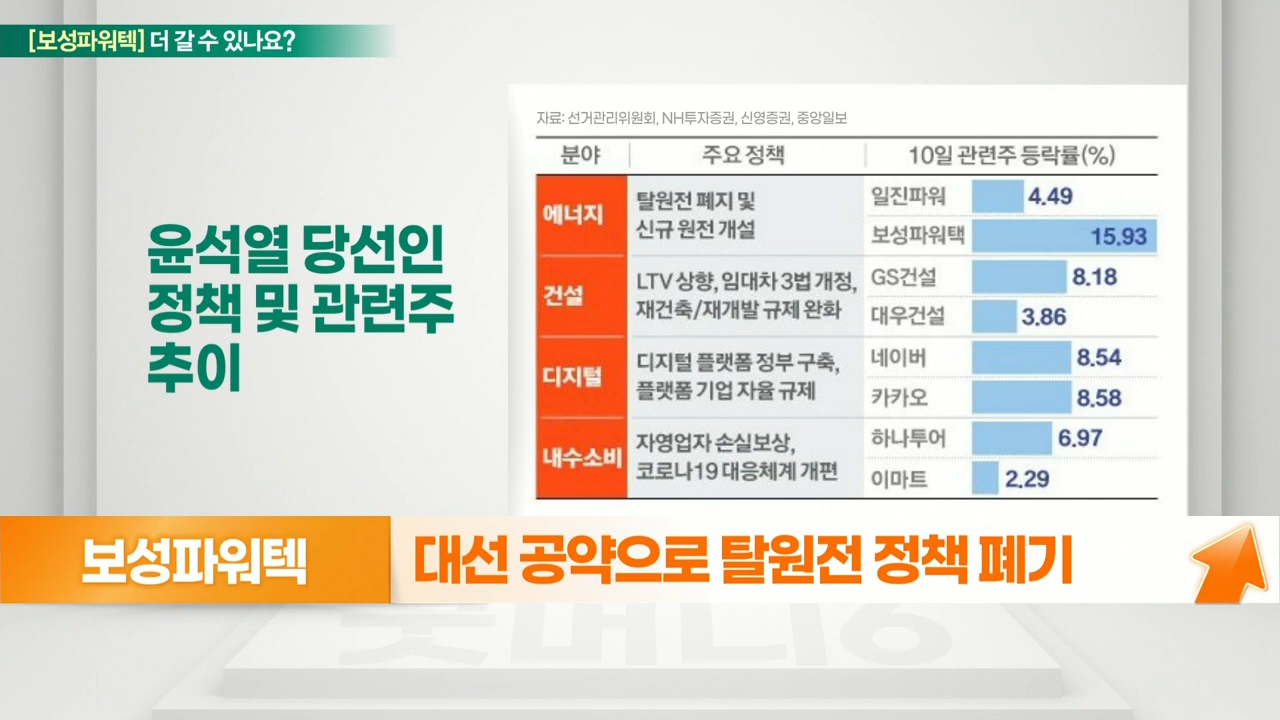 [보성파워텍] 더 갈 수 있나요?
윤석열 당선인
정책 및 관련주
추이
자료: 선거관리위원회, NH투자증권, 신영증권, 중앙일보
분야 주요 정책 10일 관련주 등락률(%)
에너지
탈원전 폐지 및
신규 원전 개설
일진파워 4.49
보성파워택 15.93
건설
LTV 상향, 임대차 3법 개정,
재건축/재개발 규제 완화
GS건설 8.18
대우건설 3.86
디지털
디지털 플랫폼 정부 구축,
플랫폼 기업 자율 규제
네이버 8.54
카카오 8.58
내수소비
자영업자 손실보상,
코로나19 대응체계 개편
하나투어 6.97
이마트 2.29
보성파워텍 대선 공약으로 탈원전 정책 폐기